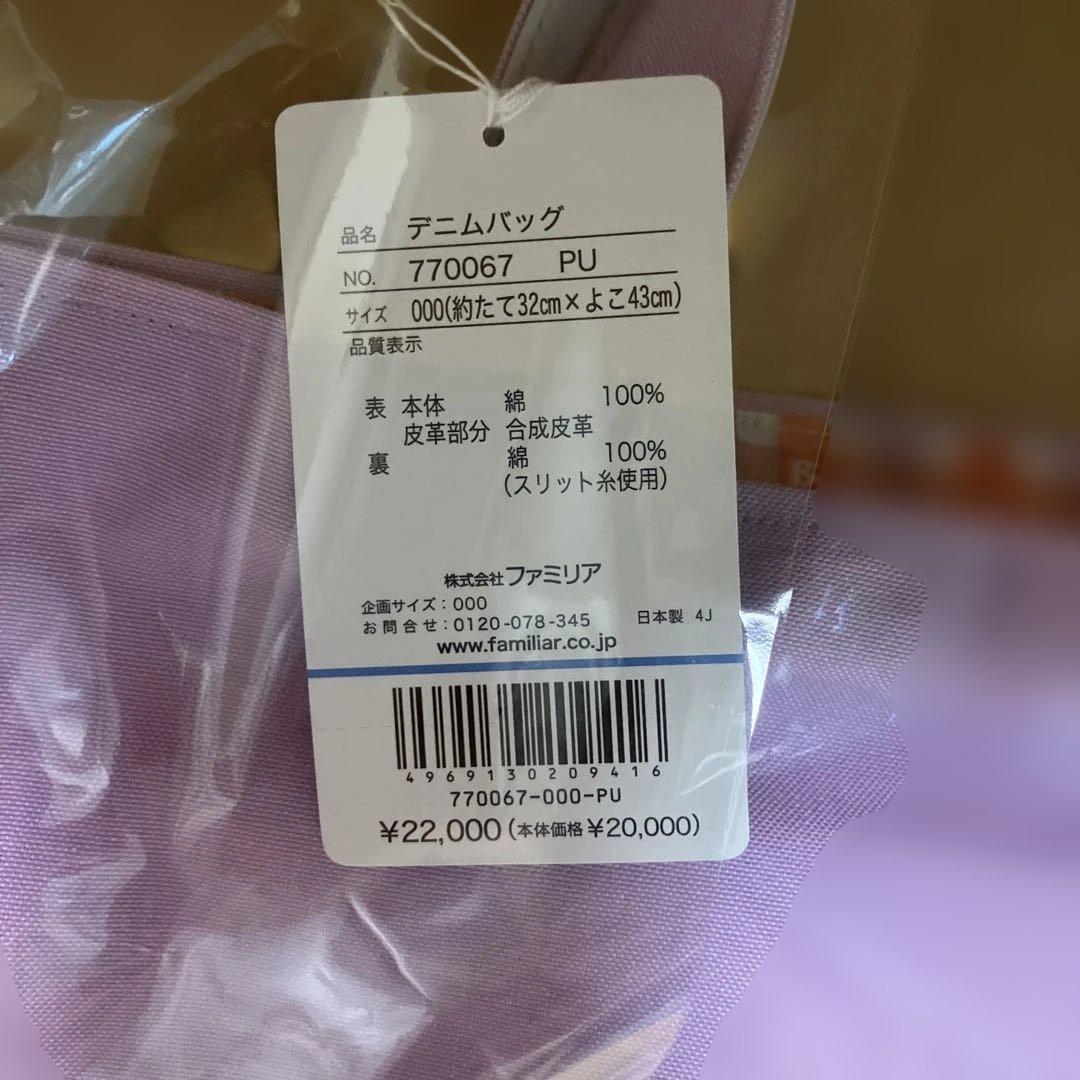 品名 デニムバッグ
NO. 770067 PU
サイズ 000(約たて32cm×よこ43cm)
品質表示
表 本体 綿 100%
皮革部分 合成皮革
裏 綿 100%
(スリット糸使用)
株式会社ファミリア
企画サイズ：000
お問合せ：0120-078-345 日本製 4J
www.familiar.co.jp
4969130209416
770067-000-PU
¥22,000(本体価格¥20,000)